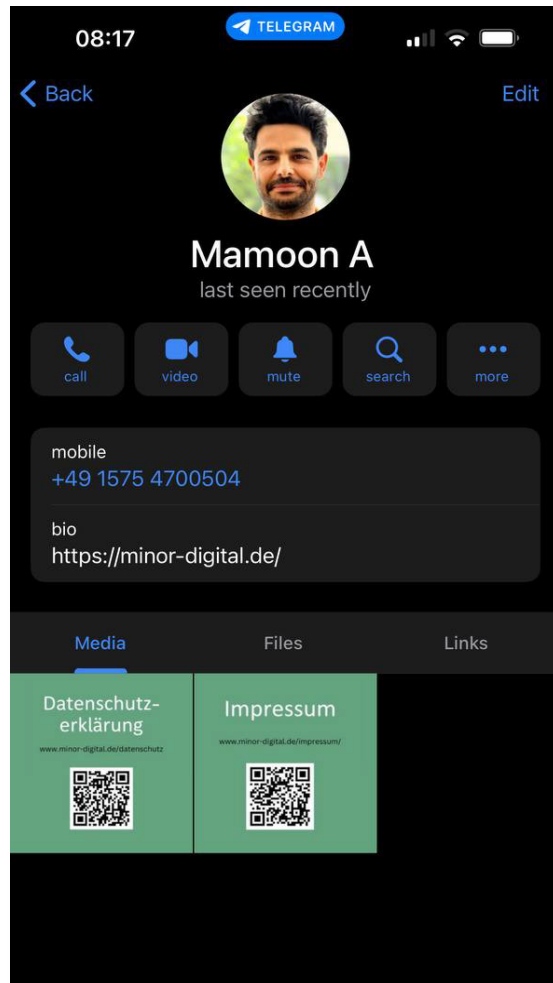 08:17
TELEGRAM
Back
Edit
Mamoon A
last seen recently
call
video
mute
search
more
mobile
+49 1575 4700504
bio
https://minor-digital.de/
Media
Files
Links
Datenschutz-
erklärung
www.minor-digital.de/datenschutz
Impressum
www.minor-digital.de/impressum/